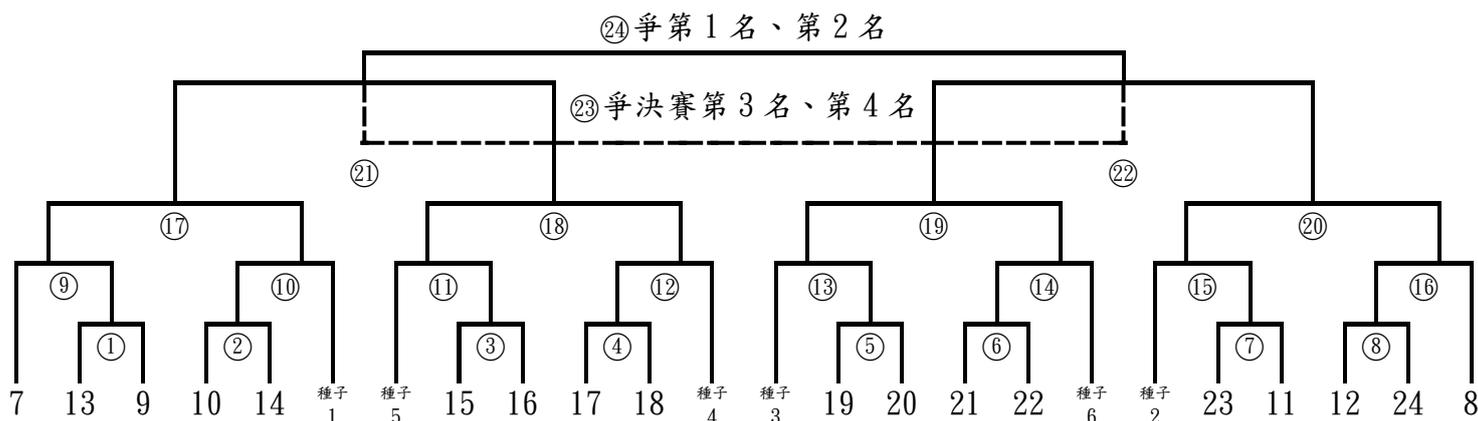 ㉔爭第1名、第2名
㉓爭決賽第3名、第4名
㉑ ㉒
⑰ ⑱ ⑲ ⑳
⑨ ⑩ ⑪ ⑫ ⑬ ⑭ ⑮ ⑯
① ② ③ ④ ⑤ ⑥ ⑦ ⑧
7 13 9 10 14 種子1 種子5 15 16 17 18 種子4 種子3 19 20 21 22 種子6 種子2 23 11 12 24 8